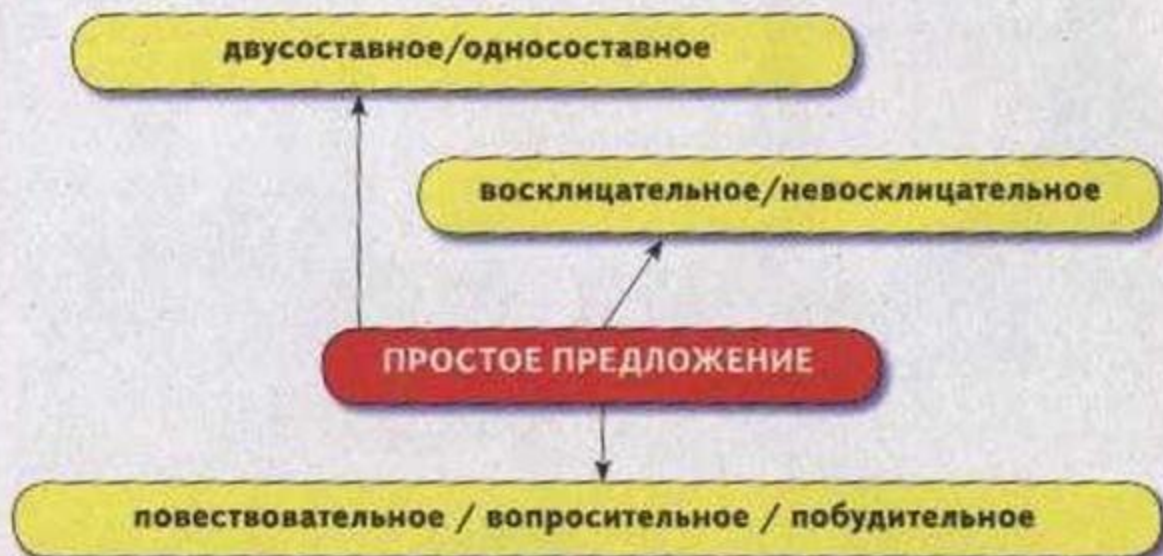 двусоставное/односоставное
восклицательное/невосклицательное
ПРОСТОЕ ПРЕДЛОЖЕНИЕ
повествовательное / вопросительное / побудительное